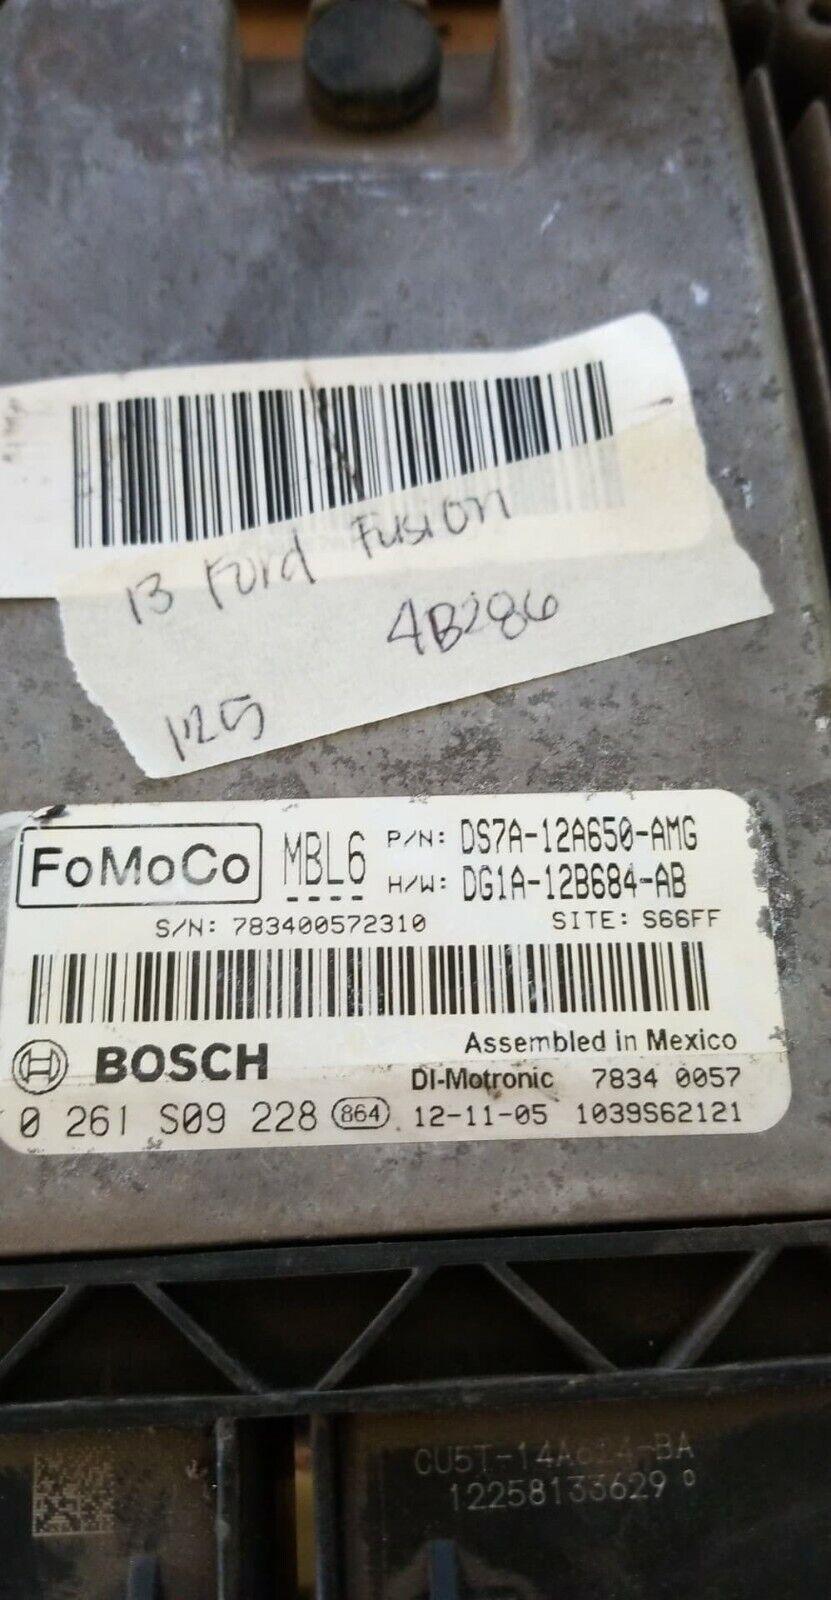 13 Ford Fusion
4B286
125
FoMoCo MBL6 P/N: DS7A-12A650-AMG
H/W: DG1A-12B684-AB
S/N: 783400572310 SITE: S66FF
Assembled in Mexico
BOSCH
DI-Motronic 7834 0057
0 261 S09 228 864 12-11-05 1039S62121
12258133629